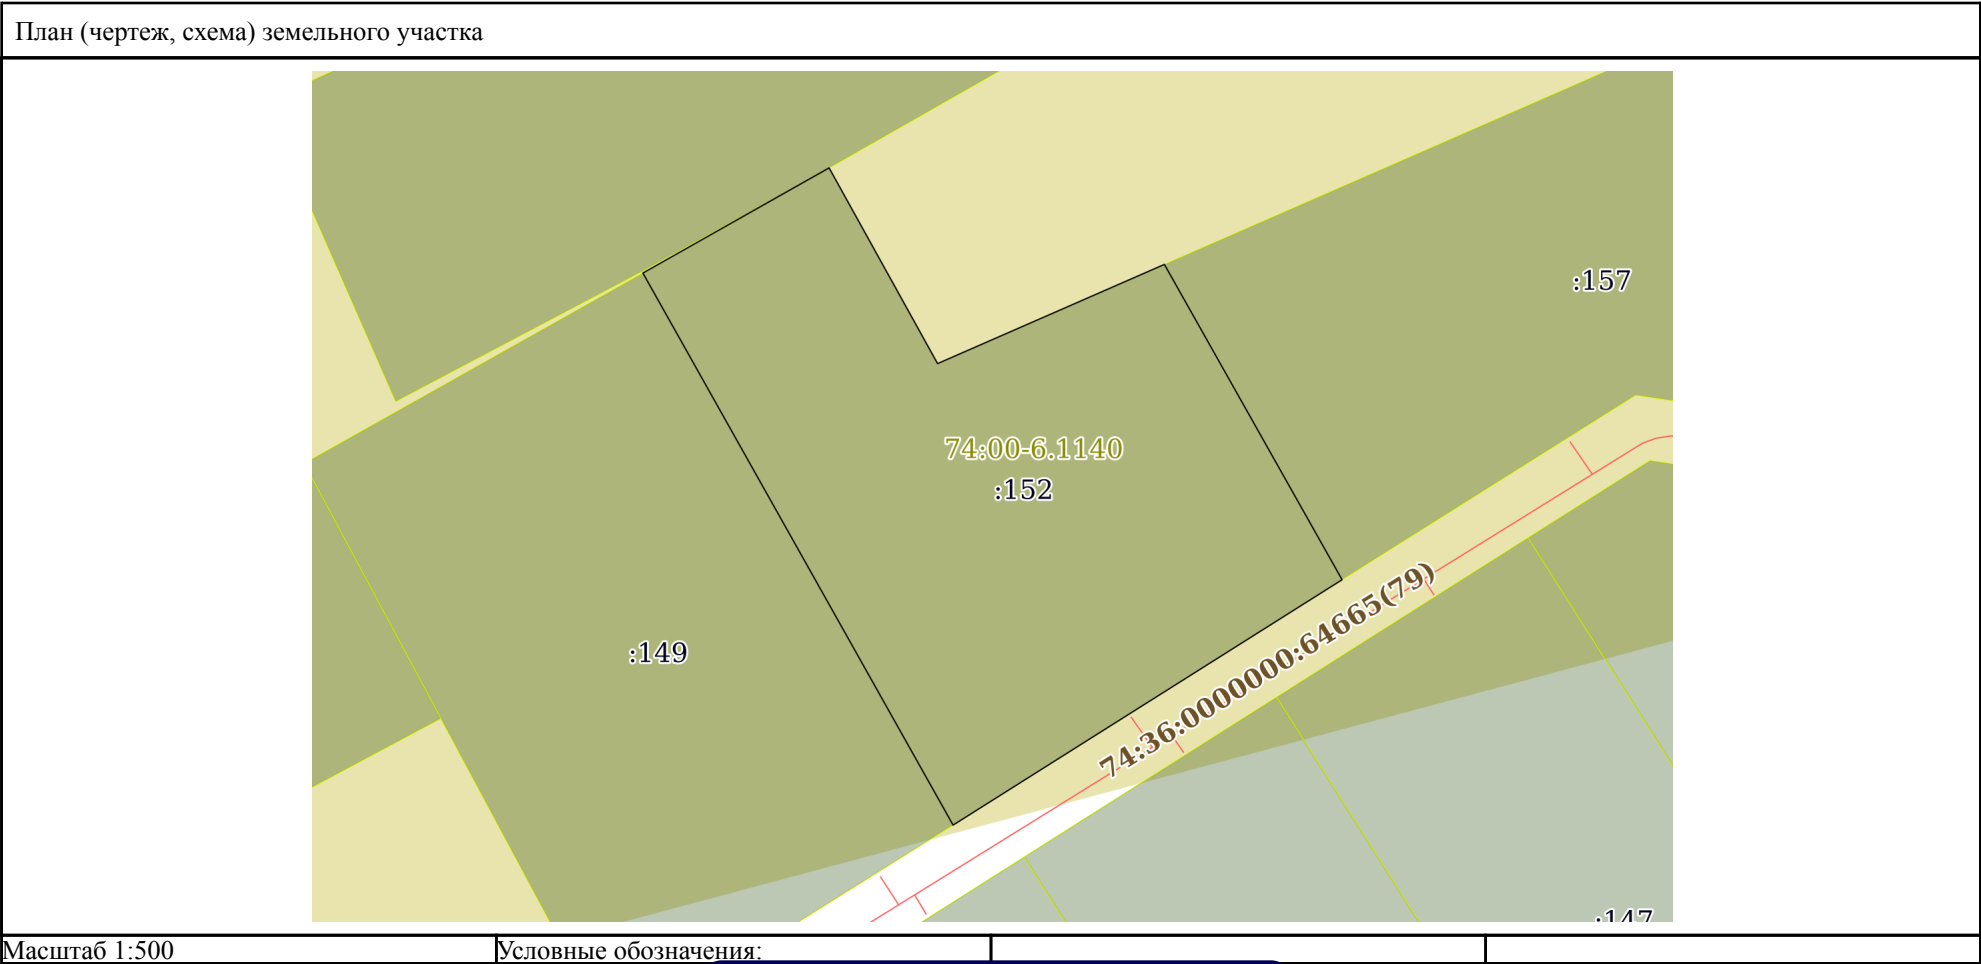 План (чертеж, схема) земельного участка
:157
74:00-6.1140
:152
74:36:0000000:64665(79)
:149
:147
Масштаб 1:500
Условные обозначения: